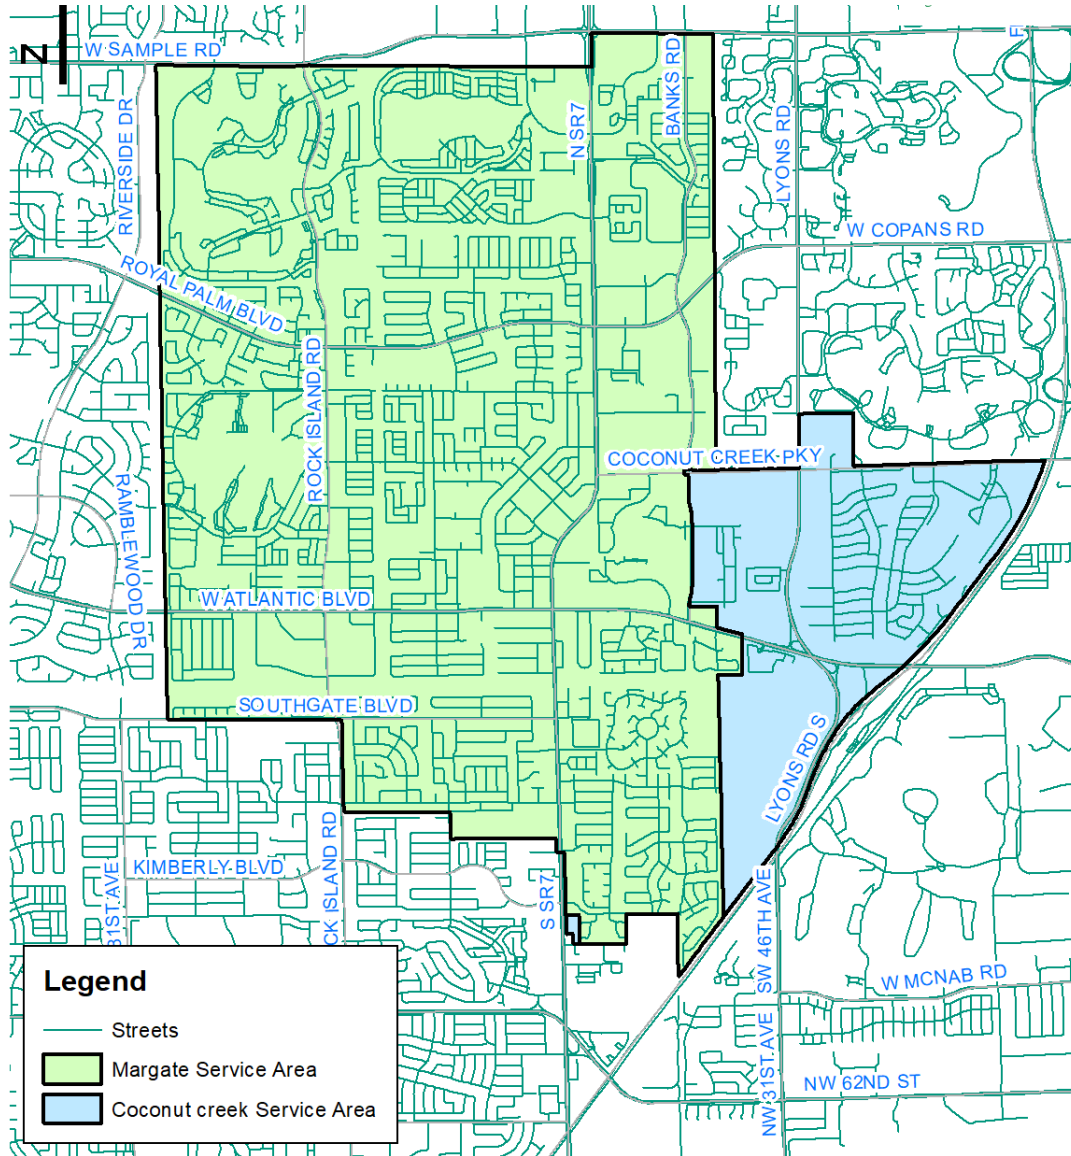 N
W SAMPLE RD
RIVERSIDE DR
N SR7
BANKS RD
LYONS RD
W COPANS RD
ROYAL PALM BLVD
ROCK ISLAND RD
COCONUT CREEK PKY
RAMBLEWOOD DR
W ATLANTIC BLVD
SOUTHGATE BLVD
LYONS RD S
KIMBERLY BLVD
81ST AVE
CK ISLAND RD
S SR7
SW 46TH AVE
W MCNAB RD
NW 31ST AVE
NW 62ND ST
Legend
Streets
Margate Service Area
Coconut creek Service Area